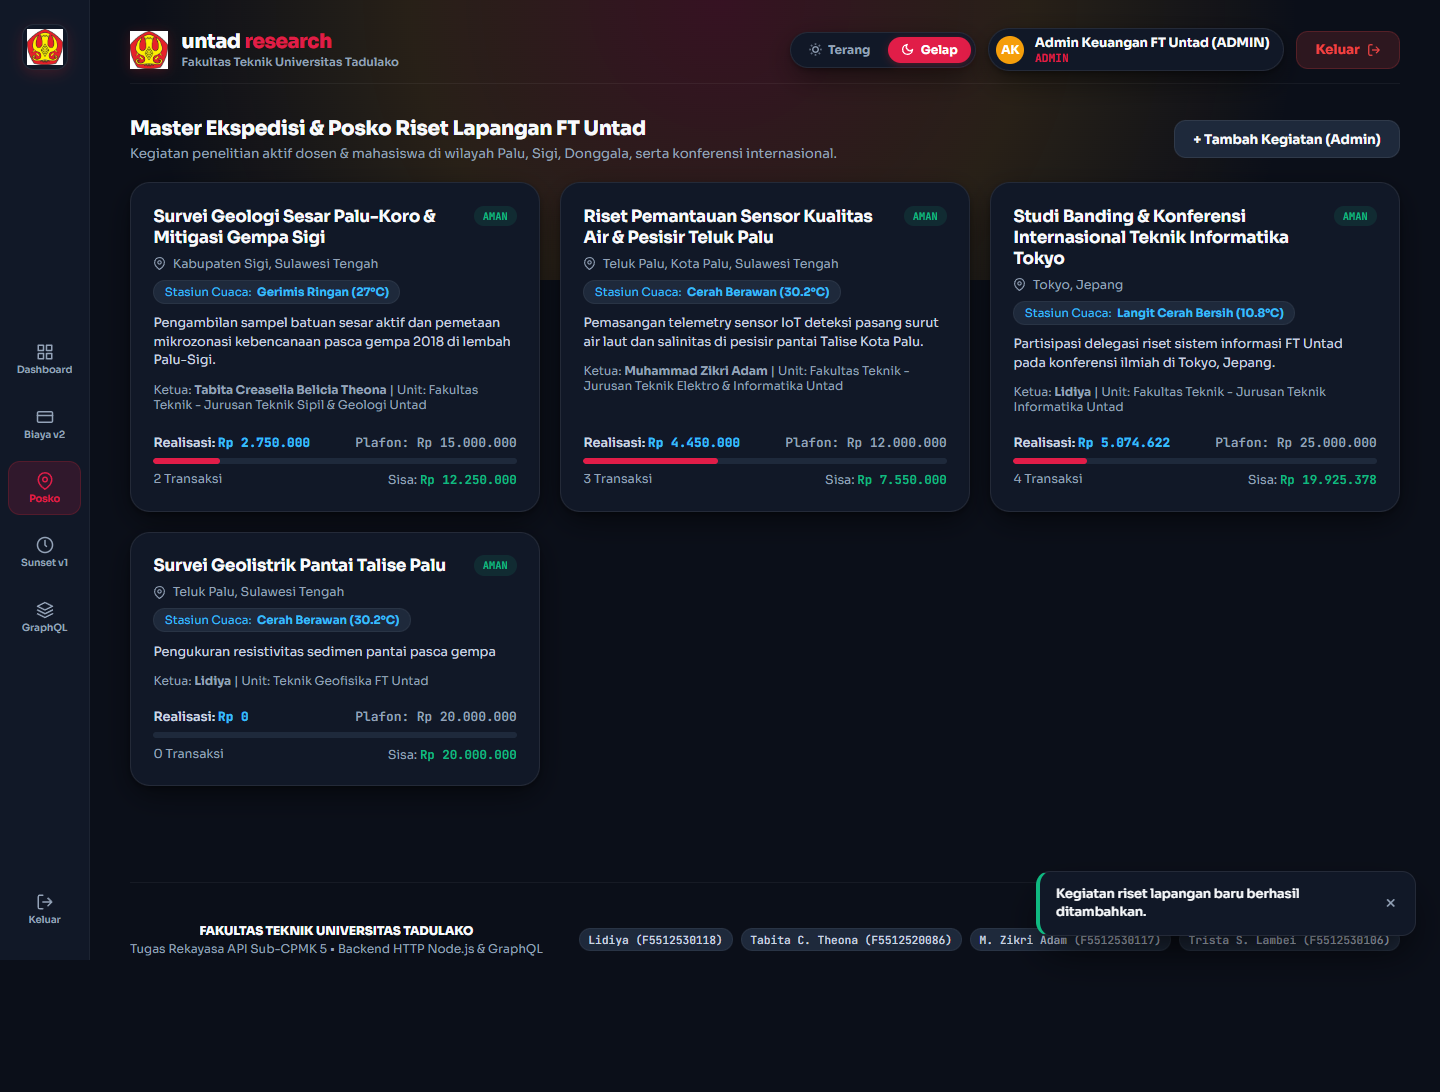 untad research
Fakultas Teknik Universitas Tadulako
Terang
Gelap
AK
Admin Keuangan FT Untad (ADMIN)
ADMIN
Keluar
Dashboard
Biaya v2
Posko
Sunset v1
GraphQL
Keluar
Master Ekspedisi & Posko Riset Lapangan FT Untad
Kegiatan penelitian aktif dosen & mahasiswa di wilayah Palu, Sigi, Donggala, serta konferensi internasional.
+ Tambah Kegiatan (Admin)
Survei Geologi Sesar Palu-Koro &
Mitigasi Gempa Sigi
AMAN
Kabupaten Sigi, Sulawesi Tengah
Stasiun Cuaca: Gerimis Ringan (27°C)
Pengambilan sampel batuan sesar aktif dan pemetaan
mikrozonasi kebencanaan pasca gempa 2018 di lembah
Palu-Sigi.
Ketua: Tabita Creaselia Belicia Theona | Unit: Fakultas
Teknik - Jurusan Teknik Sipil & Geologi Untad
Realisasi: Rp 2.750.000
Plafon: Rp 15.000.000
2 Transaksi
Sisa: Rp 12.250.000
Riset Pemantauan Sensor Kualitas
Air & Pesisir Teluk Palu
AMAN
Teluk Palu, Kota Palu, Sulawesi Tengah
Stasiun Cuaca: Cerah Berawan (30.2°C)
Pemasangan telemetry sensor IoT deteksi pasang surut
air laut dan salinitas di pesisir pantai Talise Kota Palu.
Ketua: Muhammad Zikri Adam | Unit: Fakultas Teknik -
Jurusan Teknik Elektro & Informatika Untad
Realisasi: Rp 4.450.000
Plafon: Rp 12.000.000
3 Transaksi
Sisa: Rp 7.550.000
Studi Banding & Konferensi
Internasional Teknik Informatika
Tokyo
AMAN
Tokyo, Jepang
Stasiun Cuaca: Langit Cerah Bersih (10.8°C)
Partisipasi delegasi riset sistem informasi FT Untad
pada konferensi ilmiah di Tokyo, Jepang.
Ketua: Lidiya | Unit: Fakultas Teknik - Jurusan Teknik
Informatika Untad
Realisasi: Rp 5.074.622
Plafon: Rp 25.000.000
4 Transaksi
Sisa: Rp 19.925.378
Survei Geolistrik Pantai Talise Palu
AMAN
Teluk Palu, Sulawesi Tengah
Stasiun Cuaca: Cerah Berawan (30.2°C)
Pengukuran resistivitas sedimen pantai pasca gempa
Ketua: Lidiya | Unit: Teknik Geofisika FT Untad
Realisasi: Rp 0
Plafon: Rp 20.000.000
0 Transaksi
Sisa: Rp 20.000.000
Kegiatan riset lapangan baru berhasil
ditambahkan.
FAKULTAS TEKNIK UNIVERSITAS TADULAKO
Tugas Rekayasa API Sub-CPMK 5 • Backend HTTP Node.js & GraphQL
Lidiya (F5512530118)
Tabita C. Theona (F5512520086)
M. Zikri Adam (F5512530117)
Trista S. Lambei (F5512530106)